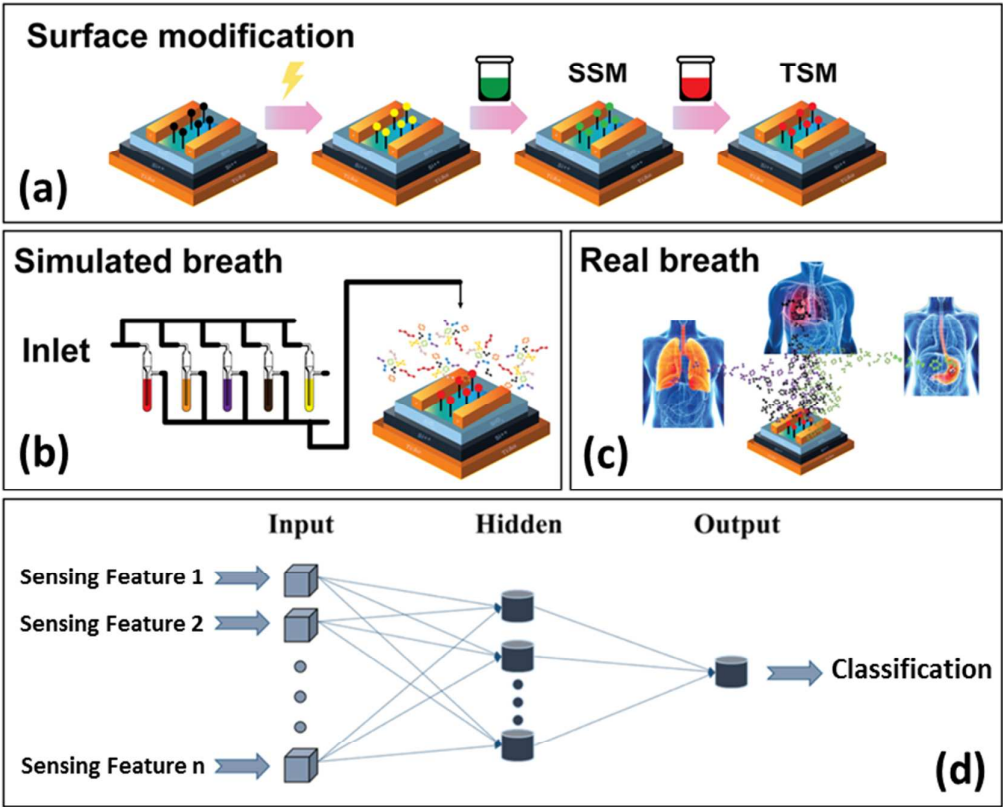 Surface modification
SSM
TSM
(a)
Simulated breath
Inlet
(b)
Real breath
(c)
Input
Hidden
Output
Sensing Feature 1
Sensing Feature 2
Sensing Feature n
Classification
(d)